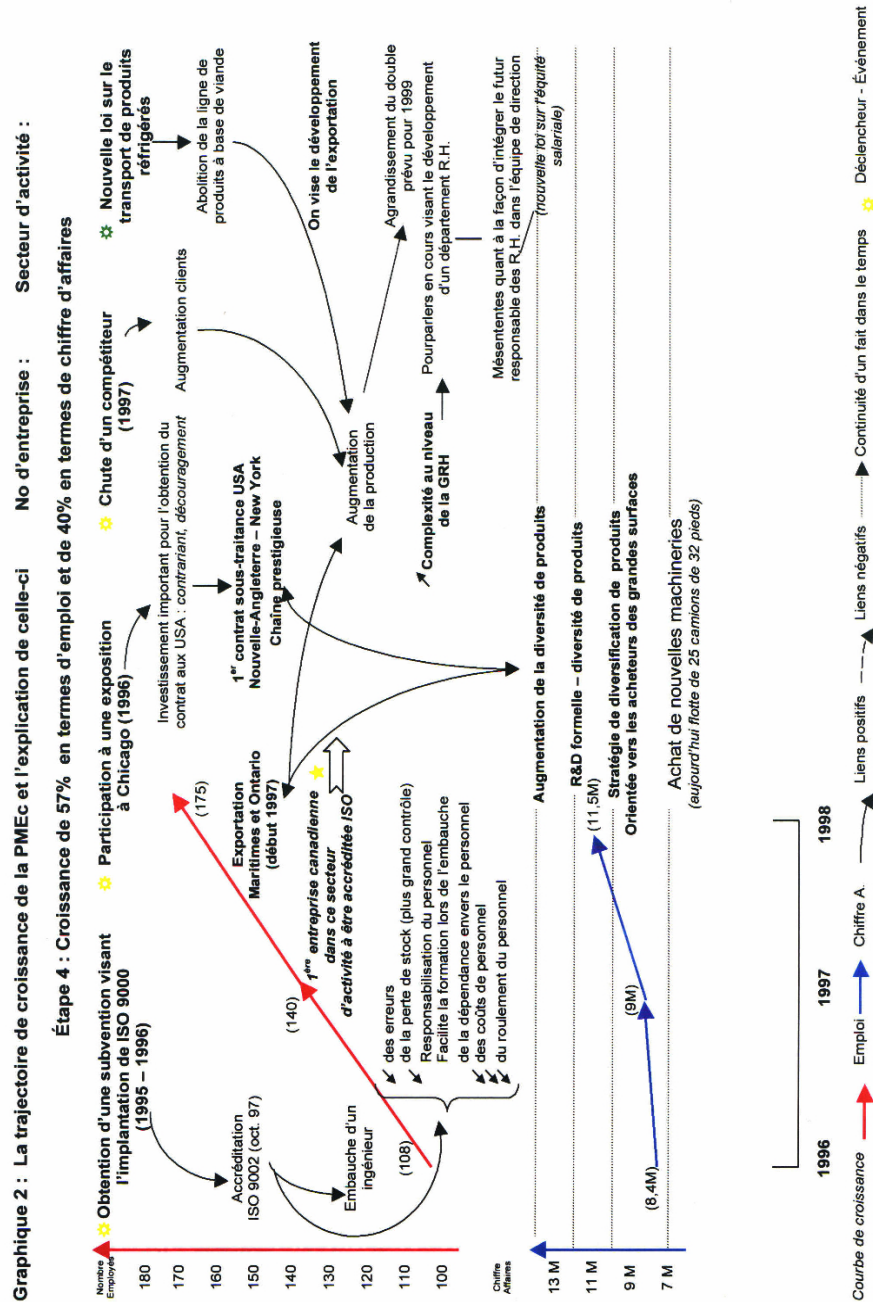 Graphique 2 : La trajectoire de croissance de la PMEc et l'explication de celle-ci No d'entreprise : Secteur d'activité :
Étape 4 : Croissance de 57% en termes d'emploi et de 40% en termes de chiffre d'affaires
Nombre
Employés
180
170
160
150
140
130
120
110
100
Obtention d'une subvention visant
l'implantation de ISO 9000
(1995 – 1996)
Participation à une exposition
à Chicago (1996)
Chute d'un compétiteur
(1997)
Nouvelle loi sur le
transport de produits
réfrigérés
Accréditation
ISO 9002 (oct. 97)
Embauche d'un
ingénieur
(108)
(140)
(175)
Investissement important pour l'obtention du
contrat aux USA : contrariant, découragement
Augmentation clients
Abolition de la ligne de
produits à base de viande
1er contrat sous-traitance USA
Nouvelle-Angleterre – New York
Chaîne prestigieuse
Exportation
Maritimes et Ontario
(début 1997)
1ère entreprise canadienne
dans ce secteur
d'activité à être accréditée ISO
On vise le développement
de l'exportation
Augmentation
de la production
Agrandissement du double
prévu pour 1999
des erreurs
de la perte de stock (plus grand contrôle)
Responsabilisation du personnel
Facilite la formation lors de l'embauche
de la dépendance envers le personnel
des coûts de personnel
du roulement du personnel
Complexité au niveau
de la GRH
Pourparlers en cours visant le développement
d'un département R.H.
Mésententes quant à la façon d'intégrer le futur
responsable des R.H. dans l'équipe de direction
(nouvelle loi sur l'équité
salariale)
Chiffre
Affaires
13 M
11 M
9 M
7 M
Augmentation de la diversité de produits
R&D formelle – diversité de produits
Stratégie de diversification de produits
Orientée vers les acheteurs des grandes surfaces
Achat de nouvelles machineries
(aujourd'hui flotte de 25 camions de 32 pieds)
(8,4M)
(9M)
(11,5M)
1996
1997
1998
Courbe de croissance Emploi Chiffre A. Liens positifs Liens négatifs Continuité d'un fait dans le temps Déclencheur - Événement